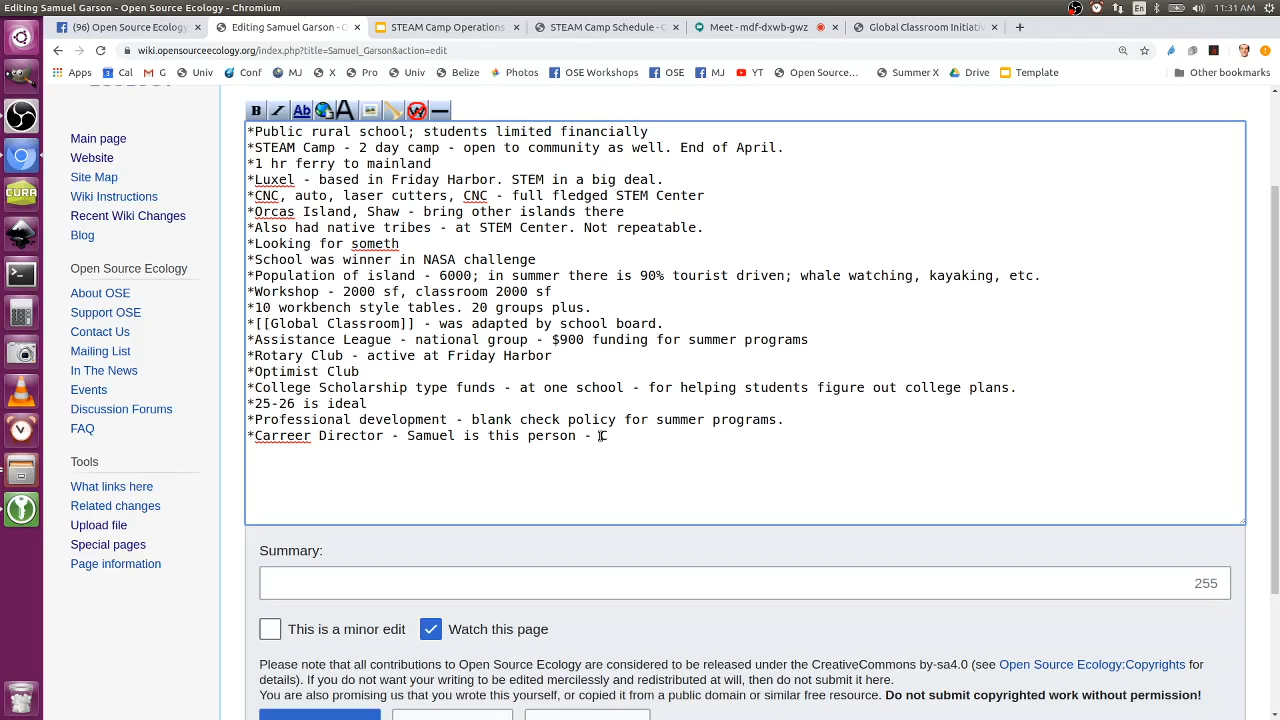 Editing Samuel Garson - Open Source Ecology - Chromium
En
11:31 AM
(96) Open Source Ecology
Editing Samuel Garson - O
STEAM Camp Operations
STEAM Camp Schedule - O
Meet - mdf-dxwb-gwz
Global Classroom Initiativ
wiki.opensourceecology.org/index.php?title=Samuel_Garson&action=edit
Apps
Cal
G
Univ
Conf
MJ
X
Pro
Univ
Belize
Photos
OSE Workshops
OSE
MJ
YT
Open Source…
Summer X
Drive
Template
Other bookmarks
Main page
Website
Site Map
Wiki Instructions
Recent Wiki Changes
Blog
Open Source Ecology
About OSE
Support OSE
Contact Us
Mailing List
In The News
Events
Discussion Forums
FAQ
Tools
What links here
Related changes
Upload file
Special pages
Page information
CURA
B I Ab A W
*Public rural school; students limited financially
*STEAM Camp - 2 day camp - open to community as well. End of April.
*1 hr ferry to mainland
*Luxel - based in Friday Harbor. STEM in a big deal.
*CNC, auto, laser cutters, CNC - full fledged STEM Center
*Orcas Island, Shaw - bring other islands there
*Also had native tribes - at STEM Center. Not repeatable.
*Looking for someth
*School was winner in NASA challenge
*Population of island - 6000; in summer there is 90% tourist driven; whale watching, kayaking, etc.
*Workshop - 2000 sf, classroom 2000 sf
*10 workbench style tables. 20 groups plus.
*[[Global Classroom]] - was adapted by school board.
*Assistance League - national group - $900 funding for summer programs
*Rotary Club - active at Friday Harbor
*Optimist Club
*College Scholarship type funds - at one school - for helping students figure out college plans.
*25-26 is ideal
*Professional development - blank check policy for summer programs.
*Carreer Director - Samuel is this person - C
Summary:
255
This is a minor edit
Watch this page
Please note that all contributions to Open Source Ecology are considered to be released under the CreativeCommons by-sa4.0 (see Open Source Ecology:Copyrights for
details). If you do not want your writing to be edited mercilessly and redistributed at will, then do not submit it here.
You are also promising us that you wrote this yourself, or copied it from a public domain or similar free resource. Do not submit copyrighted work without permission!